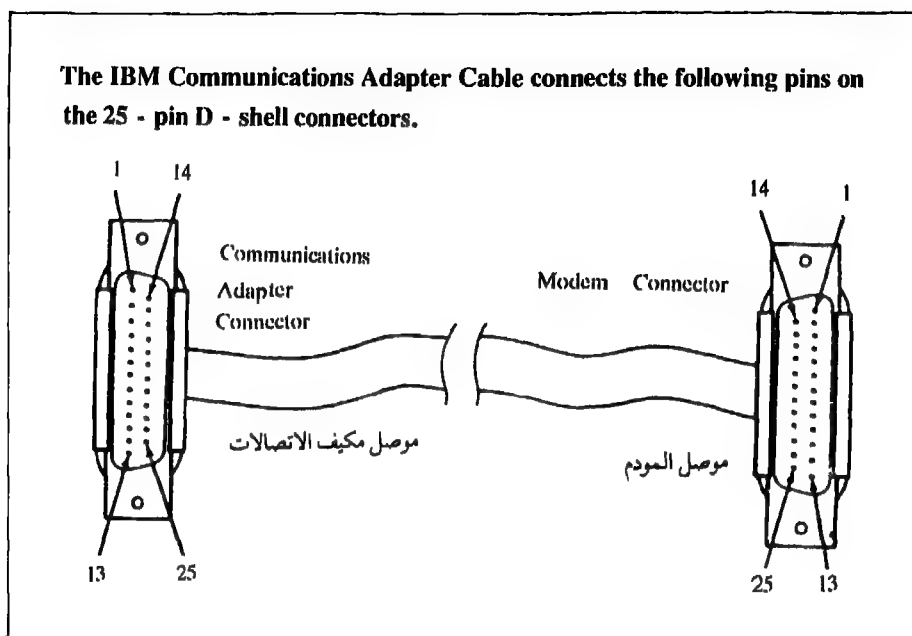 The IBM Communications Adapter Cable connects the following pins on
the 25 - pin D - shell connectors.
1 14
14 1
Communications
Adapter
Connector
Modem Connector
موصل مكيف الاتصالات
موصل المودم
13 25
25 13